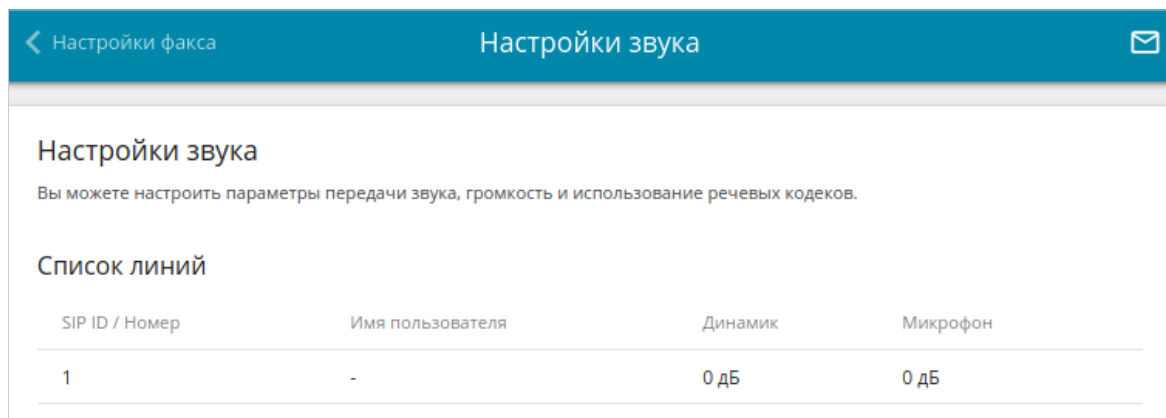 Настройки факса
Настройки звука
Настройки звука
Вы можете настроить параметры передачи звука, громкость и использование речевых кодеков.
Список линий
SIP ID / Номер Имя пользователя Динамик Микрофон
1 - 0 дБ 0 дБ